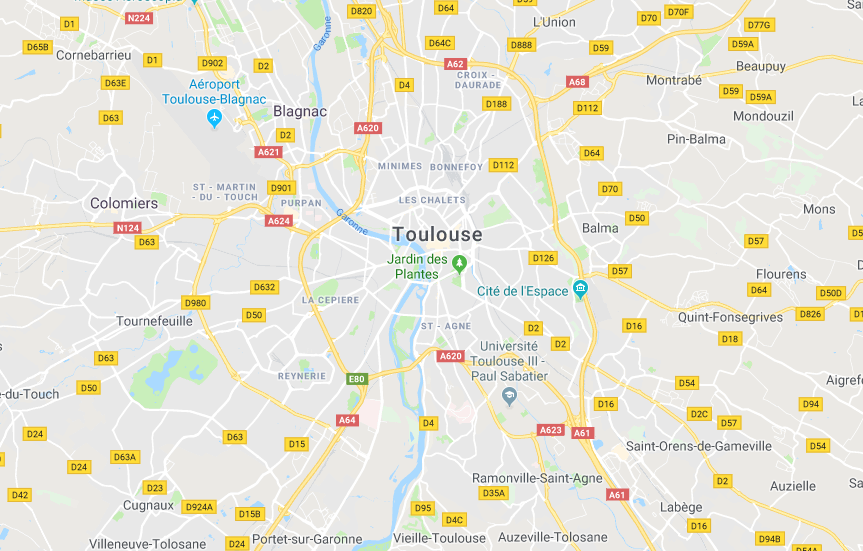 D820
D64
D59
L'Union
D70
D70F
D77G
D1
N224
D65B
Cornebarrieu
D1
D902
D2
Garonne
D64C
D888
A62
D59
D59A
Beaupuy
D63E
Aéroport
Toulouse-Blagnac
D4
CROIX -
DAURADE
A68
Montrabé
D59
D59A
D63
Blagnac
D188
D112
Mondouzil
D2
A620
Pin-Balma
A621
MINIMES
BONNEFOY
D112
D64
ST - MARTIN
- DU - TOUCH
D901
D70
Colomiers
PURPAN
LES CHALETS
Mons
N124
A624
Garonne
D50
D63
Toulouse
Balma
D57
Jardin des
Plantes
D126
D57
Flourens
D632
Cité de l'Espace
D64
D50D
D980
LA CEPIERE
D50
Quint-Fonsegrives
D826
Tournefeuille
ST - AGNE
D2
D16
D18
D63
A620
Université
Toulouse III -
Paul Sabatier
D2
REYNERIE
E80
D54
Aigref
e-du-Touch
D50
D16
D94
A64
D4
D2C
D57
D24
D63
D15
A623
A61
Saint-Orens-de-Gameville
D54
D63A
D24
Ramonville-Saint-Agne
D2
Auzielle
D42
D23
Cugnaux
D924A
D35A
A61
D15B
D95
Labège
D4C
D16
Villeneuve-Tolosane
D24
Portet-sur-Garonne
Vieille-Toulouse
Auzeville-Tolosane
D94B